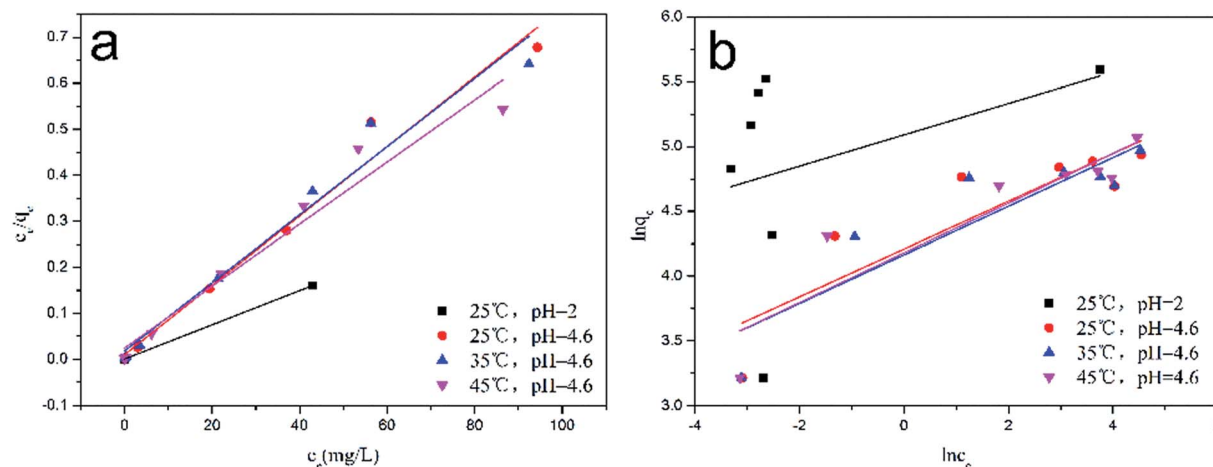 a
0.7
0.6
0.5
0.4
0.3
0.2
0.1
0.0
-0.1
0
20
40
60
80
100
cₑ/qₑ
cₑ(mg/L)
25℃, pH–2
25℃, pH–4.6
35℃, pH–4.6
45℃, pH–4.6
b
6.0
5.5
5.0
4.5
4.0
3.5
3.0
-4
-2
0
2
4
lnqₑ
lncₑ
25℃, pH–2
25℃, pH–4.6
35℃, pH–4.6
45℃, pH=4.6